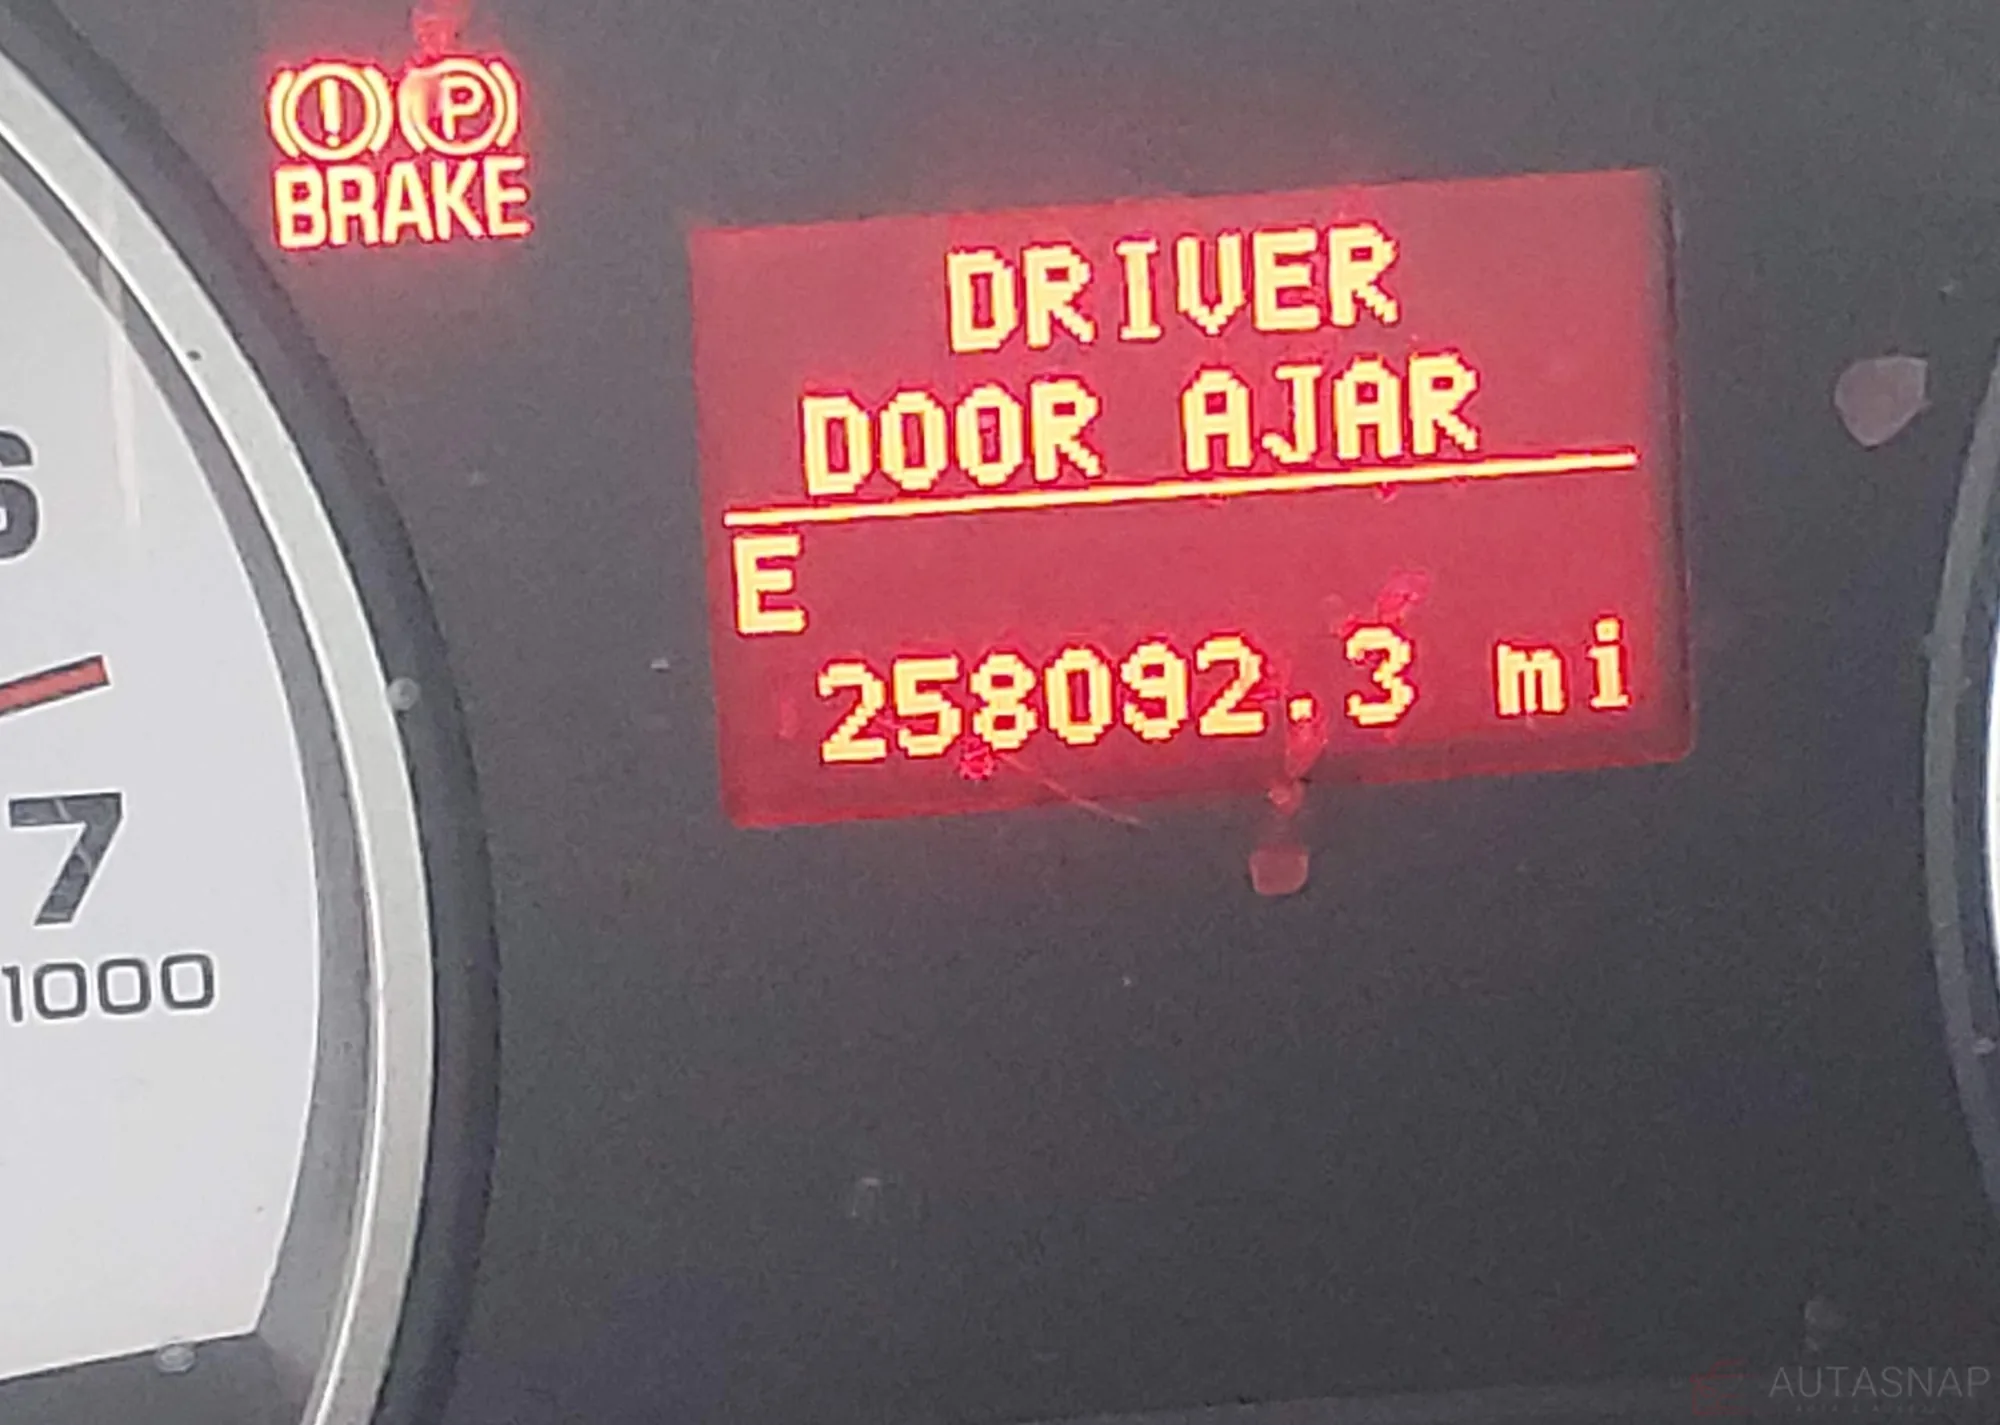 BRAKE
DRIVER
DOOR AJAR
E
258092.3 mi
7
1000
AUTASNAP